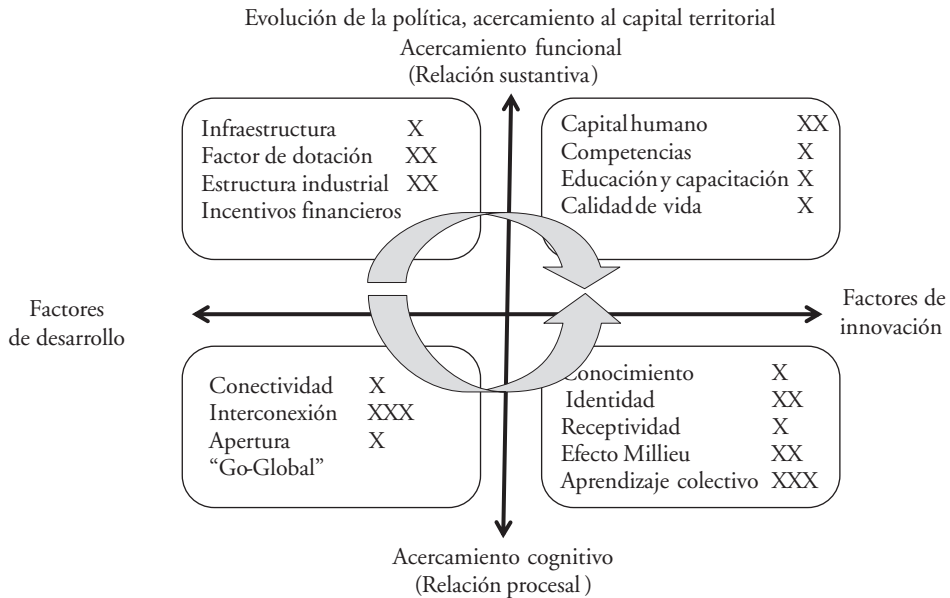 Evolución de la política, acercamiento al capital territorial
Acercamiento funcional
(Relación sustantiva)
Infraestructura X
Factor de dotación XX
Estructura industrial XX
Incentivos financieros
Capital humano XX
Competencias X
Educación y capacitación X
Calidad de vida X
Factores
de desarrollo
Factores de
innovación
Conectividad X
Interconexión XXX
Apertura X
“Go-Global”
Conocimiento X
Identidad XX
Receptividad X
Efecto Millieu XX
Aprendizaje colectivo XXX
Acercamiento cognitivo
(Relación procesal )